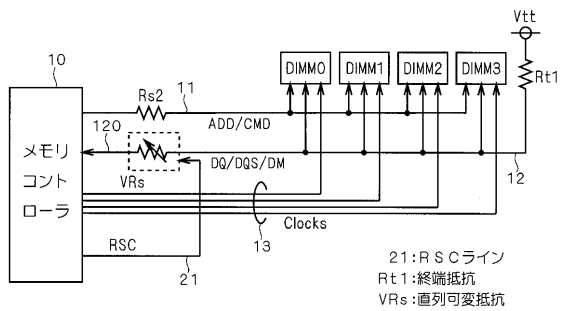 Vtt
10
DIMM0
DIMM1
DIMM2
DIMM3
Rt1
Rs2
11
ADD/CMD
120
メモリ
コント
ローラ
VRs
DQ/DQS/DM
12
Clocks
13
RSC
21
21:RSCライン
Rt1:終端抵抗
VRs:直列可変抵抗